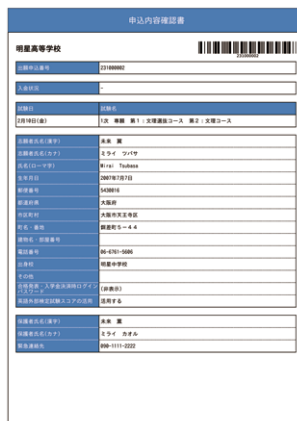 申込内容確認書
明星高等学校
231000002
出願申込番号 231000002
入金状況 -
試験日 試験名
2月10日(金) 1次 専願 第1:文理選抜コース 第2:文理コース
出願者氏名(漢字) 未来 翼
出願者氏名(カナ) ミライ ツバサ
氏名(ローマ字) Mirai Tsubasa
生年月日 2007年7月7日
郵便番号 5430016
都道府県 大阪府
市区町村 大阪市天王寺区
町名・番地 餌差町5-44
建物名・部屋番号
電話番号 06-6761-5606
出身校 明星中学校
その他
合格発表・入学金決済時ログインパスワード (非表示)
英語外部検定試験スコアの活用 活用する
保護者氏名(漢字) 未来 薫
保護者氏名(カナ) ミライ カオル
緊急連絡先 090-1111-2222